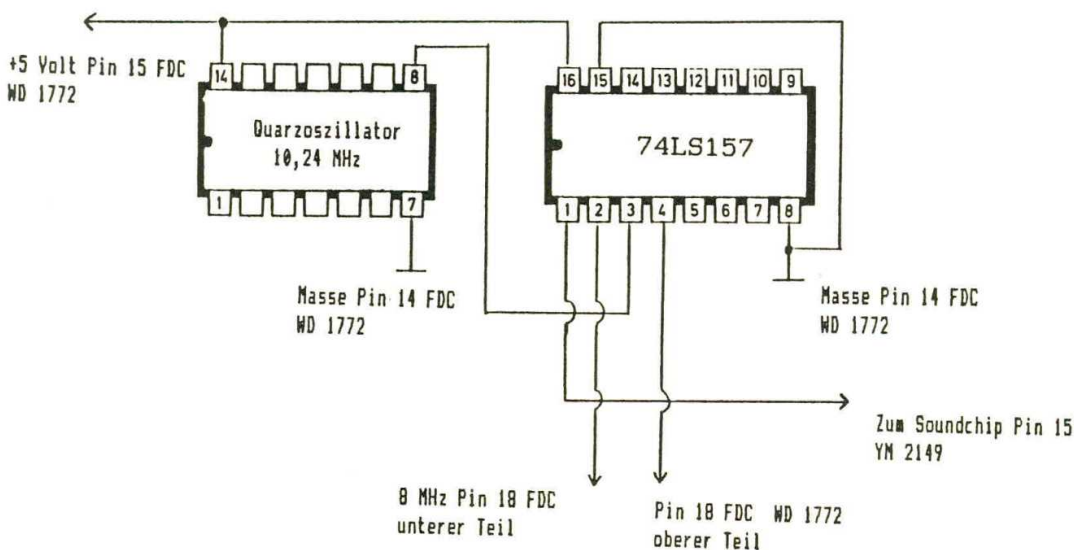 +5 Volt Pin 15 FDC
WD 1772
14
8
Quarzoszillator
10,24 MHz
1
7
Masse Pin 14 FDC
WD 1772
16 15 14 13 12 11 10 9
74LS157
1 2 3 4 5 6 7 8
Masse Pin 14 FDC
WD 1772
Zum Soundchip Pin 15
YM 2149
8 MHz Pin 18 FDC
unterer Teil
Pin 18 FDC WD 1772
oberer Teil